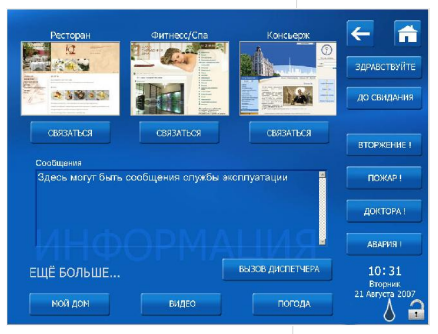 Ресторан
Фитнесс/Спа
Консьерж
ЗДРАВСТВУЙТЕ
ДО СВИДАНИЯ
СВЯЗАТЬСЯ
СВЯЗАТЬСЯ
СВЯЗАТЬСЯ
ВТОРЖЕНИЕ !
Сообщения
Здесь могут быть сообщения службы эксплуатации
ПОЖАР !
ДОКТОРА !
ИНФОРМАЦИЯ
АВАРИЯ !
ЕЩЁ БОЛЬШЕ...
ВЫЗОВ ДИСПЕТЧЕРА
10:31
Вторник
21 Августа 2007
МОЙ ДОМ
ВИДЕО
ПОГОДА